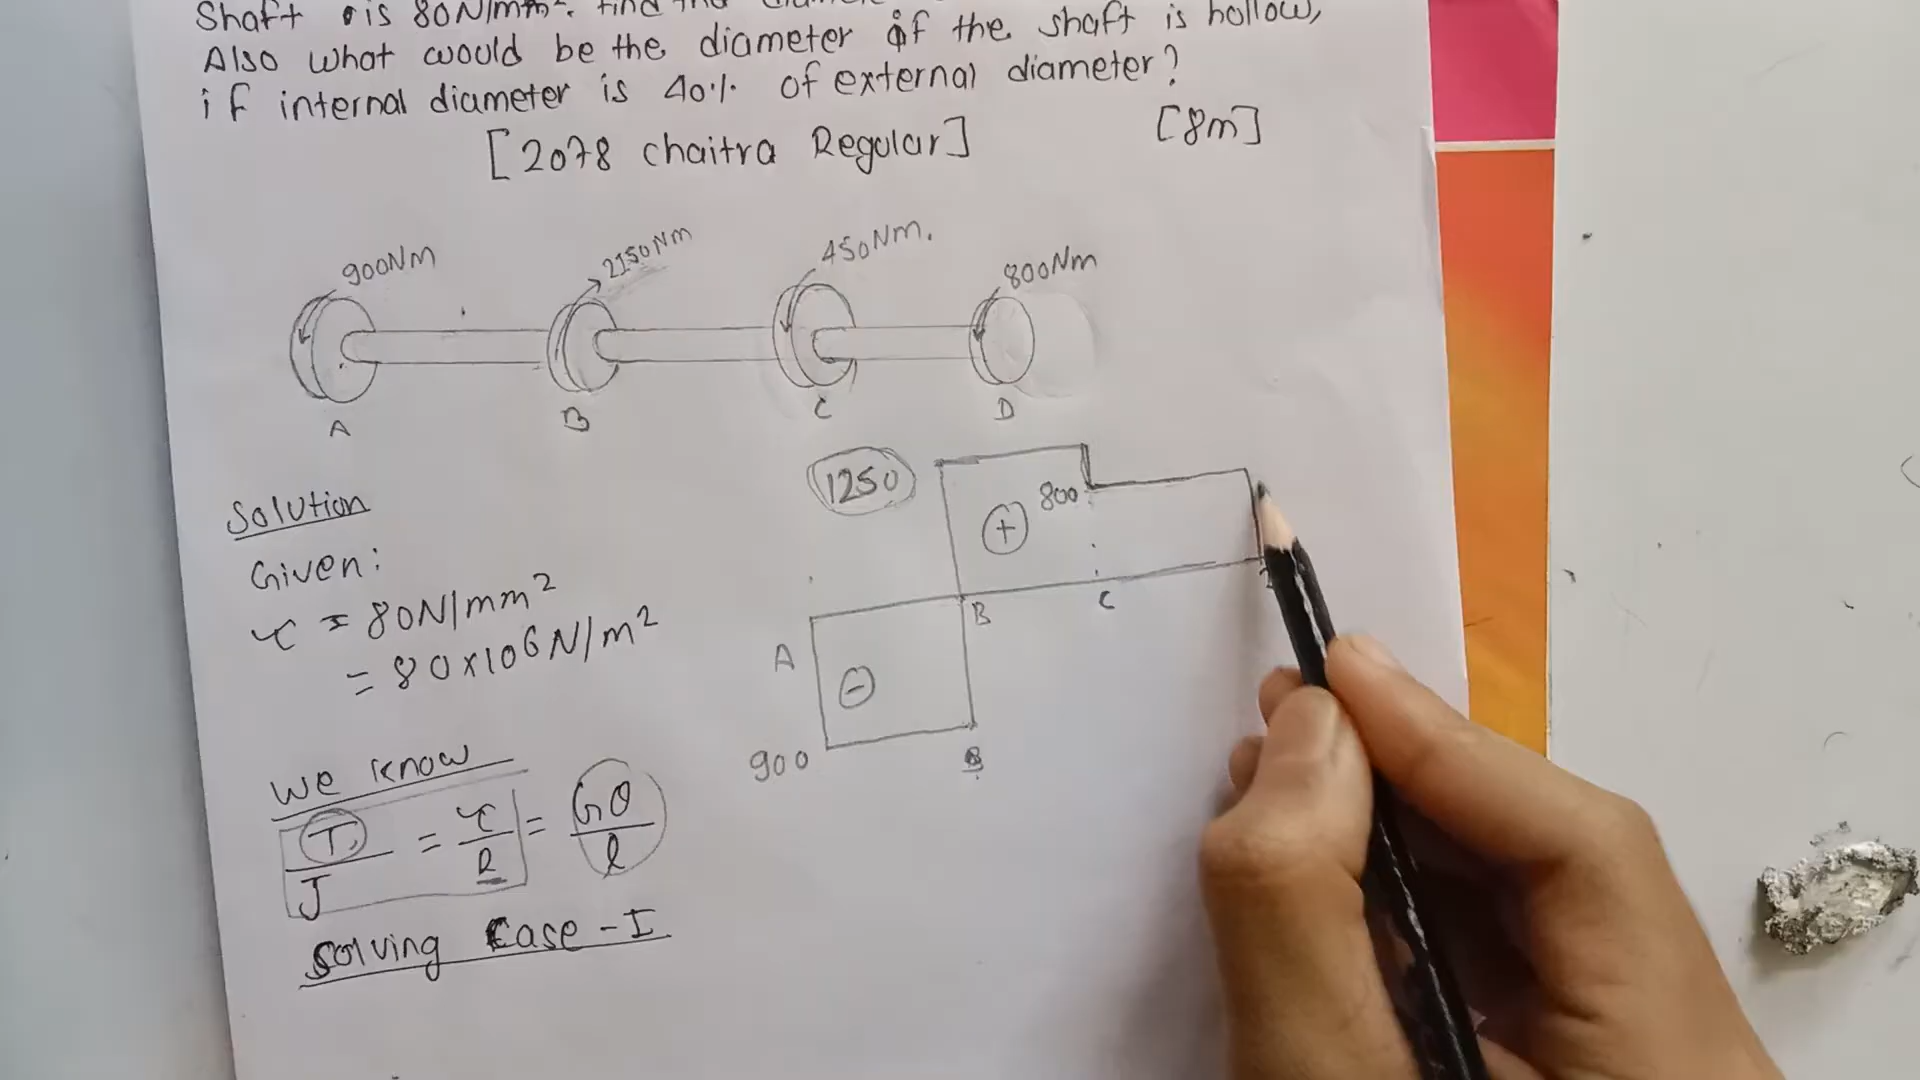 Shaft is 80N/mm². find the
Also what would be the diameter if the shaft is hollow,
if internal diameter is 40% of external diameter?
[2078 chaitra Regular] [8m]
900Nm 2150Nm 450Nm. 800Nm
A B C D
1250
800
+
Solution
Given:
τ = 80N/mm²
= 80×10⁶N/m²
A B C
-
900 B
We know
T/J = τ/R = Gθ/l
Solving Case-I